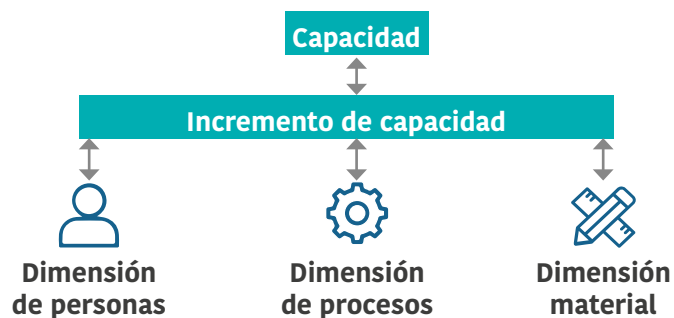 Capacidad
Incremento de capacidad
Dimensión
de personas
Dimensión
de procesos
Dimensión
material